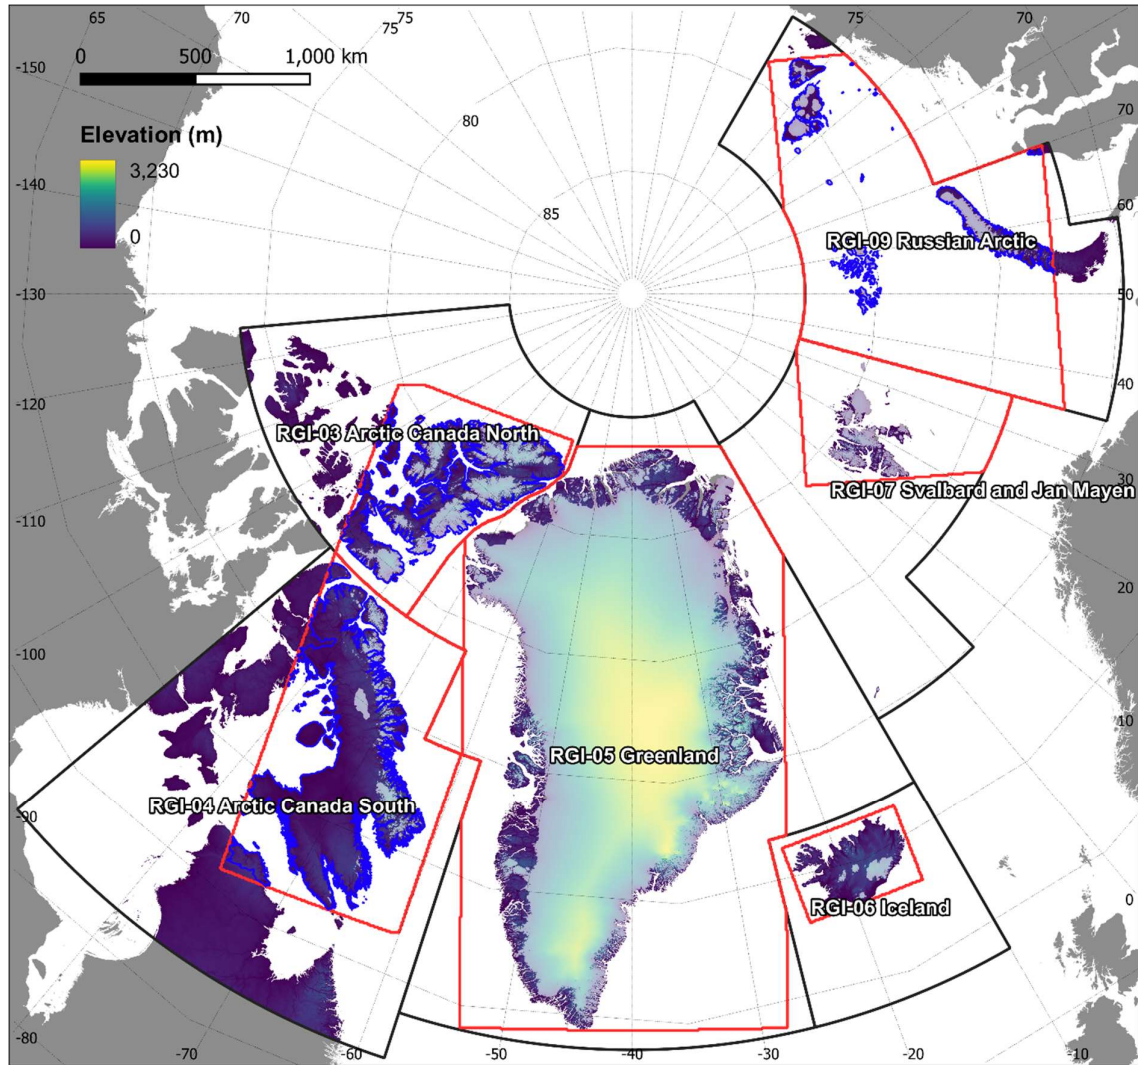 -20 70 75 75 70
75
0 500 1,000 km
-150
80
Elevation (m)
3,230
0
-140
70
60
85
RGI-09 Russian Arctic
-130
50
40
-120
RGI-03 Arctic Canada North
30
RGI-07 Svalbard and Jan Mayen
-110
20
-100
10
RGI-05 Greenland
RGI-04 Arctic Canada South
-90
0
RGI-06 Iceland
-80
-70 -60 -50 -40 -30 -20 -10
65